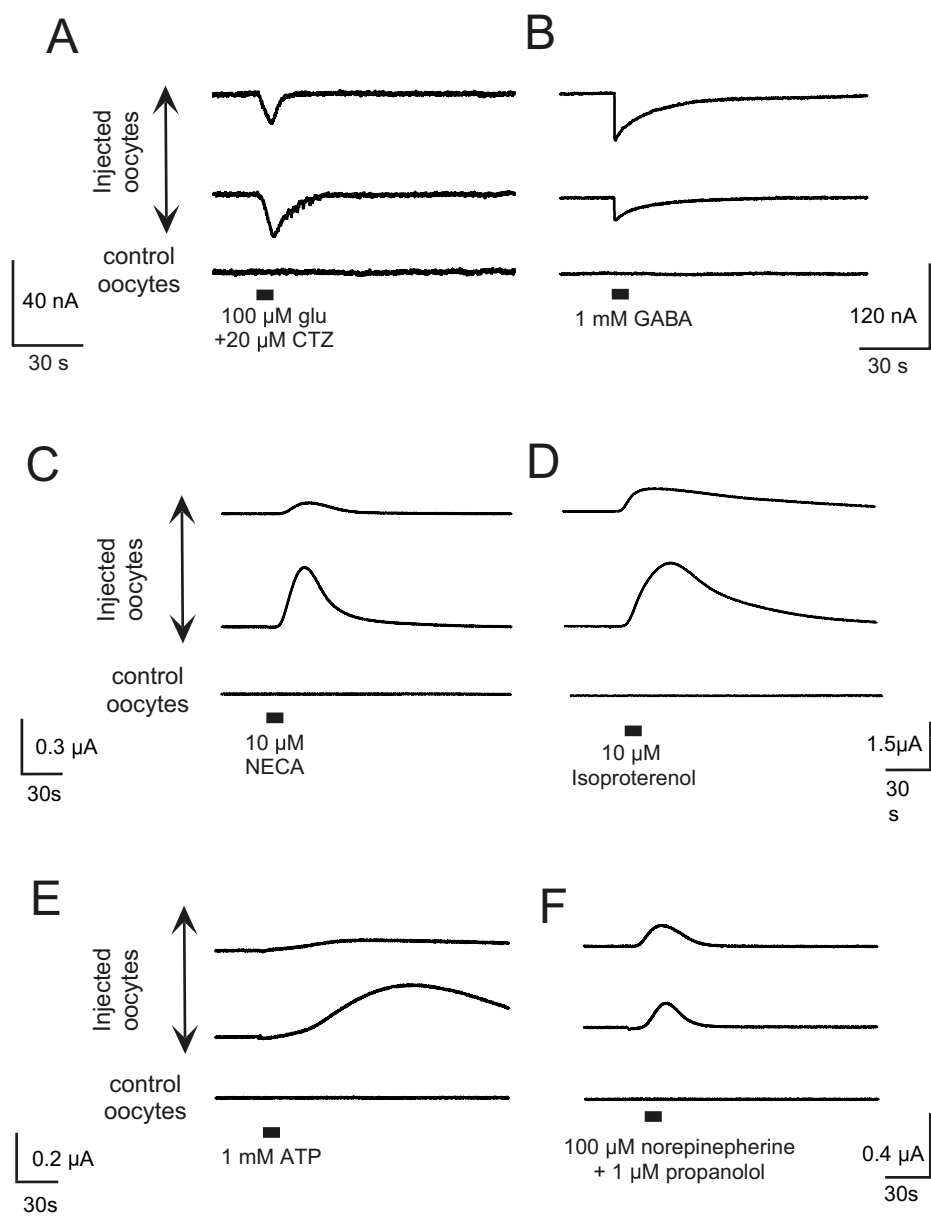 A
B
Injected
oocytes
control
oocytes
40 nA
30 s
100 µM glu
+20 µM CTZ
1 mM GABA
120 nA
30 s
C
D
Injected
oocytes
control
oocytes
0.3 µA
30s
10 µM
NECA
10 µM
Isoproterenol
1.5µA
30
s
E
F
Injected
oocytes
control
oocytes
0.2 µA
30s
1 mM ATP
100 µM norepinepherine
+ 1 µM propanolol
0.4 µA
30s